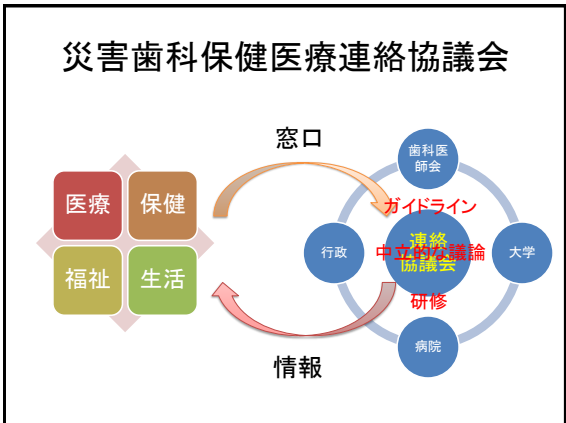 災害歯科保健医療連絡協議会
窓口
医療
保健
福祉
生活
情報
歯科医
師会
行政
大学
病院
連絡
協議会
ガイドライン
中立的な議論
研修